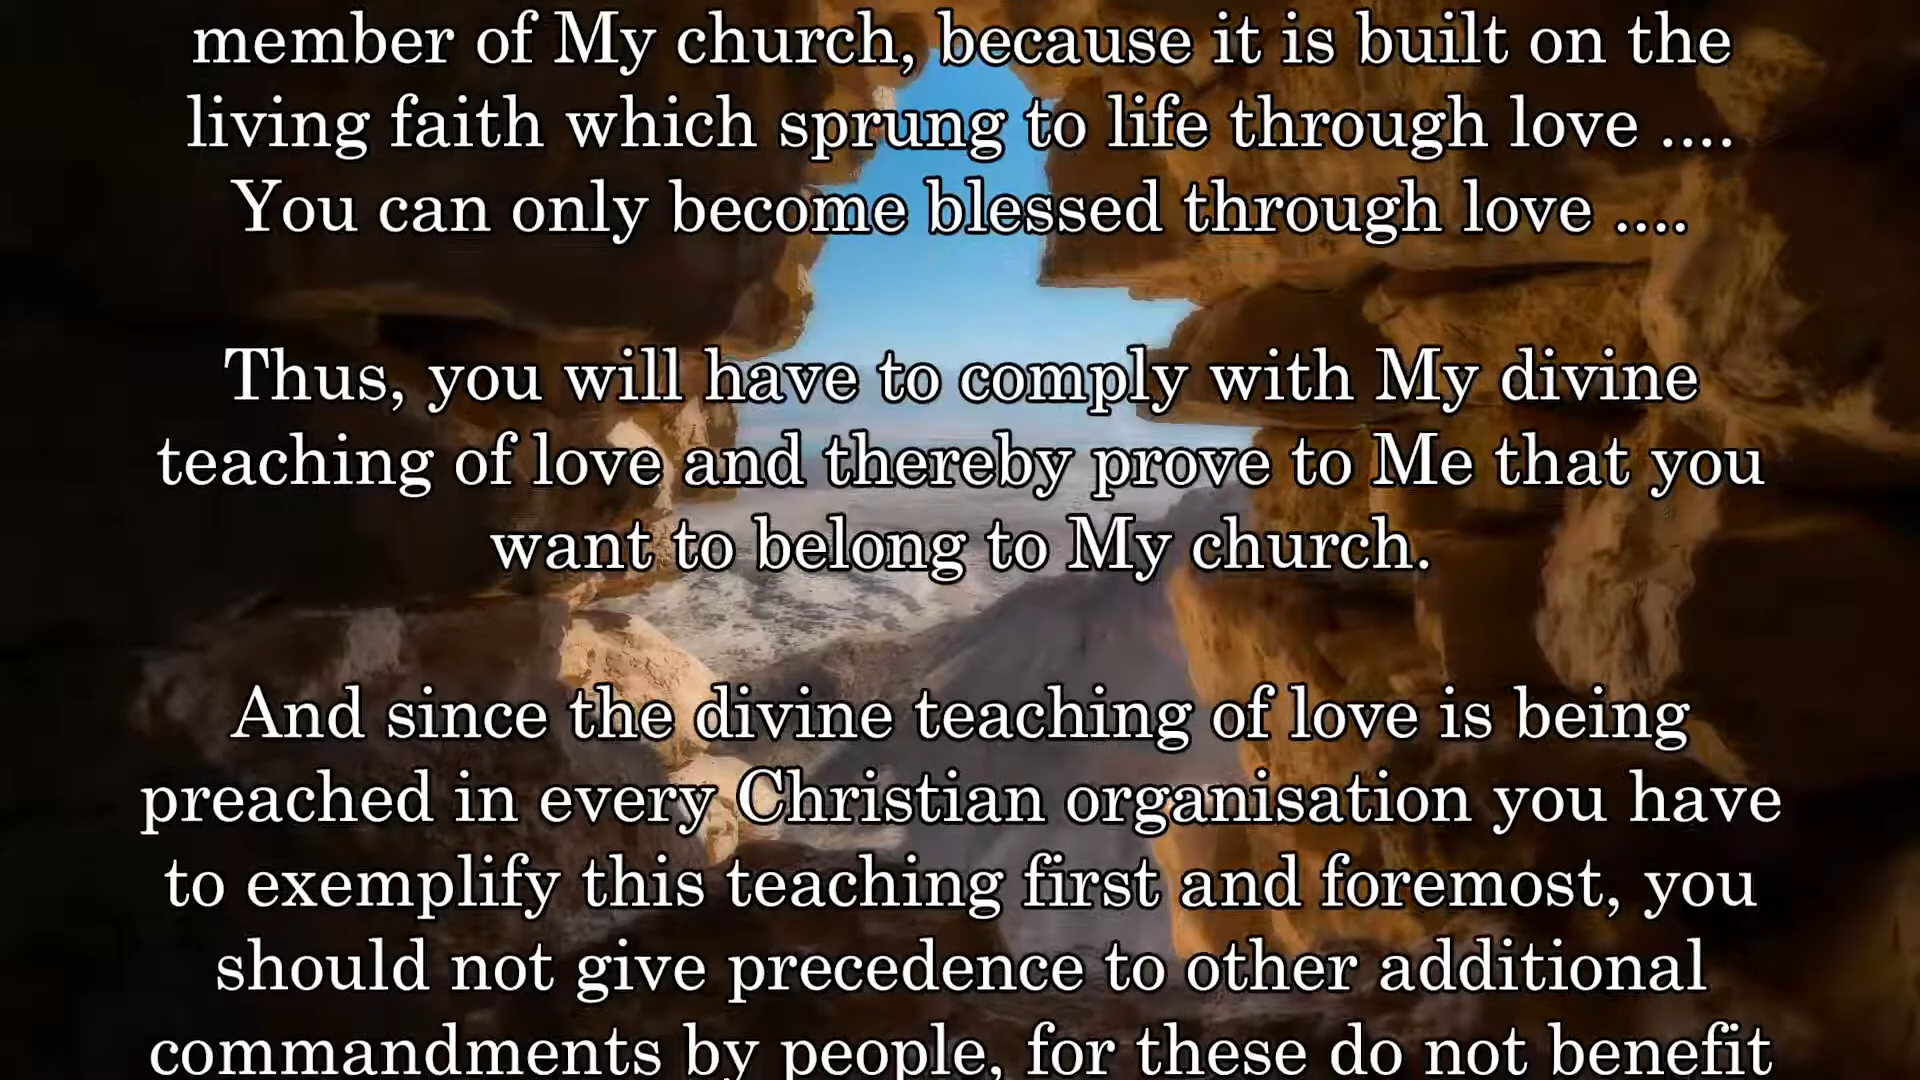 member of My church, because it is built on the
living faith which sprung to life through love ....
You can only become blessed through love ....
Thus, you will have to comply with My divine
teaching of love and thereby prove to Me that you
want to belong to My church.
And since the divine teaching of love is being
preached in every Christian organisation you have
to exemplify this teaching first and foremost, you
should not give precedence to other additional
commandments by people, for these do not benefit